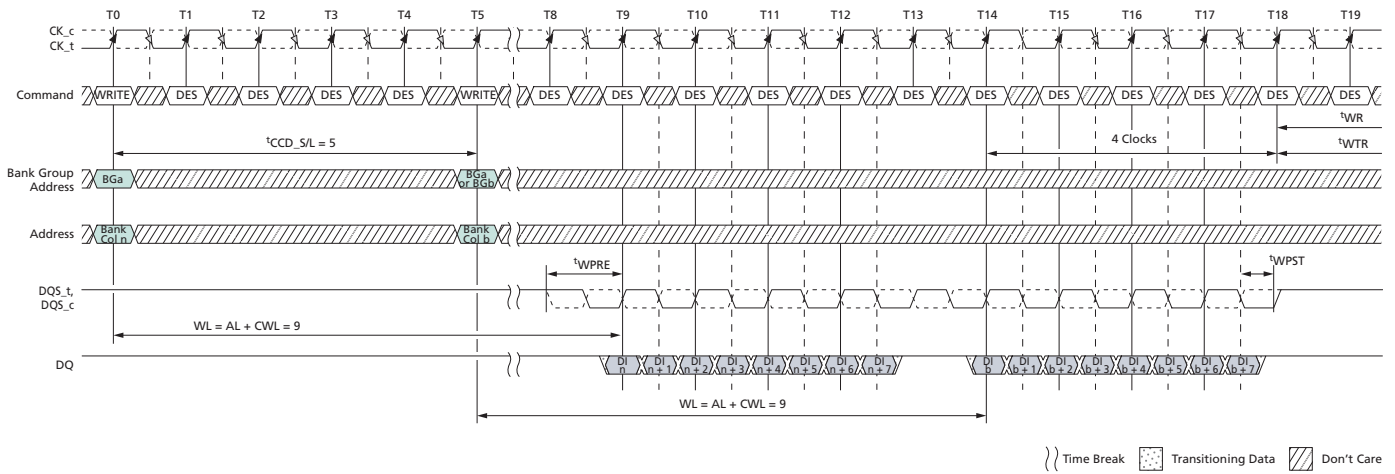 T0 T1 T2 T3 T4 T5 T8 T9 T10 T11 T12 T13 T14 T15 T16 T17 T18 T19
CK_c
CK_t
Command WRITE DES DES DES DES WRITE DES DES DES DES DES DES DES DES DES DES DES DES
tWR
tCCD_S/L = 5 4 Clocks tWTR
Bank Group
Address BGa BGa
or BGb
Address Bank
Col n Bank
Col b
tWPRE tWPST
DQS_t,
DQS_c
WL = AL + CWL = 9
DQ DI
n DI
n + 1 DI
n + 2 DI
n + 3 DI
n + 4 DI
n + 5 DI
n + 6 DI
n + 7 DI
b DI
b + 1 DI
b + 2 DI
b + 3 DI
b + 4 DI
b + 5 DI
b + 6 DI
b + 7
WL = AL + CWL = 9
Time Break Transitioning Data Don't Care